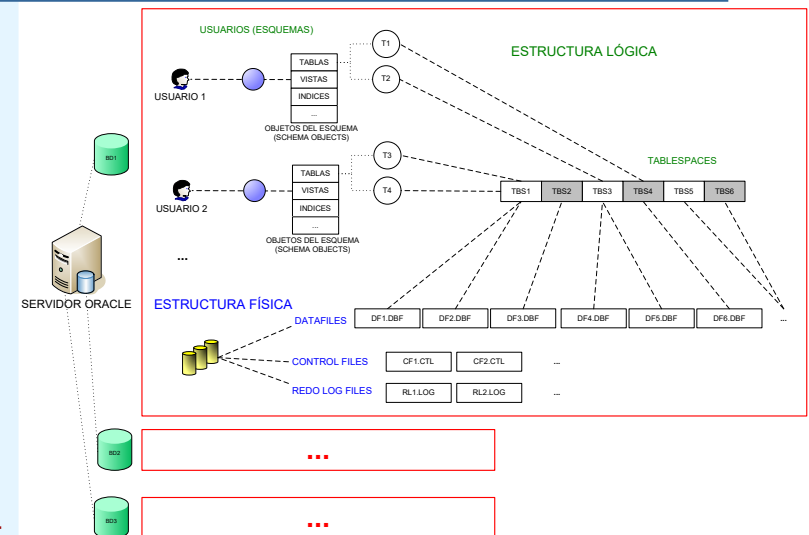 USUARIOS (ESQUEMAS)
ESTRUCTURA LÓGICA
T1
TABLAS
VISTAS
INDICES
...
T2
USUARIO 1
OBJETOS DEL ESQUEMA
(SCHEMA OBJECTS)
BD1
T3
TABLESPACES
TABLAS
VISTAS
INDICES
...
T4
TBS1 TBS2 TBS3 TBS4 TBS5 TBS6
USUARIO 2
OBJETOS DEL ESQUEMA
(SCHEMA OBJECTS)
...
SERVIDOR ORACLE
ESTRUCTURA FÍSICA
DATAFILES
DF1.DBF DF2.DBF DF3.DBF DF4.DBF DF5.DBF DF6.DBF ...
CONTROL FILES
CF1.CTL CF2.CTL ...
REDO LOG FILES
RL1.LOG RL2.LOG ...
BD2
...
BD3
...